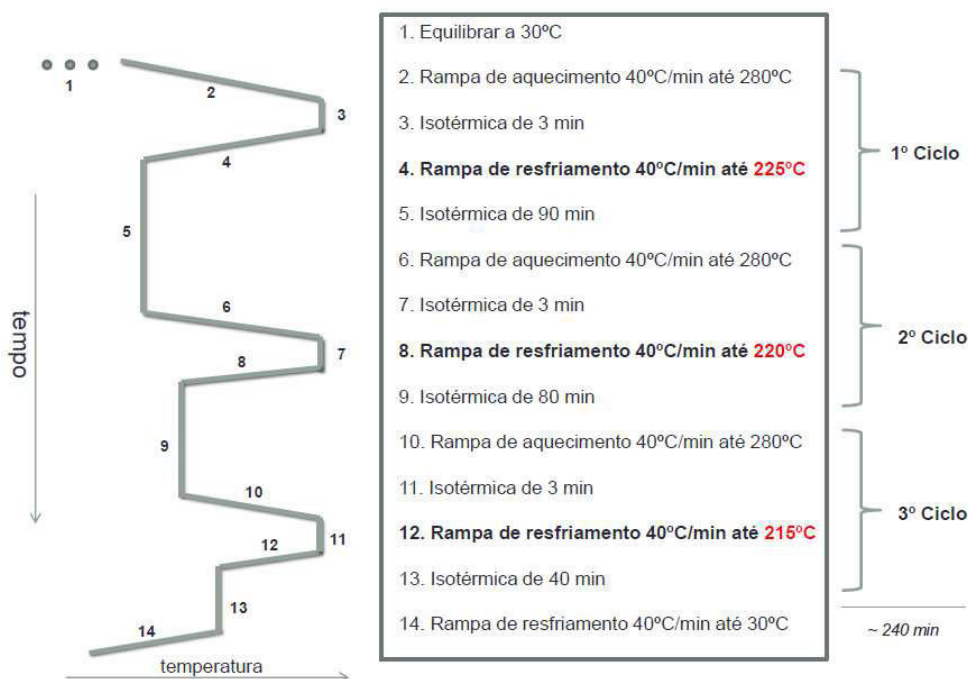 1
2
3
4
5
6
7
8
9
10
11
12
13
14
tempo
temperatura
1. Equilibrar a 30ºC
2. Rampa de aquecimento 40ºC/min até 280ºC
3. Isotérmica de 3 min
4. Rampa de resfriamento 40ºC/min até 225ºC
5. Isotérmica de 90 min
6. Rampa de aquecimento 40ºC/min até 280ºC
7. Isotérmica de 3 min
8. Rampa de resfriamento 40ºC/min até 220ºC
9. Isotérmica de 80 min
10. Rampa de aquecimento 40ºC/min até 280ºC
11. Isotérmica de 3 min
12. Rampa de resfriamento 40ºC/min até 215ºC
13. Isotérmica de 40 min
14. Rampa de resfriamento 40ºC/min até 30ºC
1º Ciclo
2º Ciclo
3º Ciclo
~ 240 min